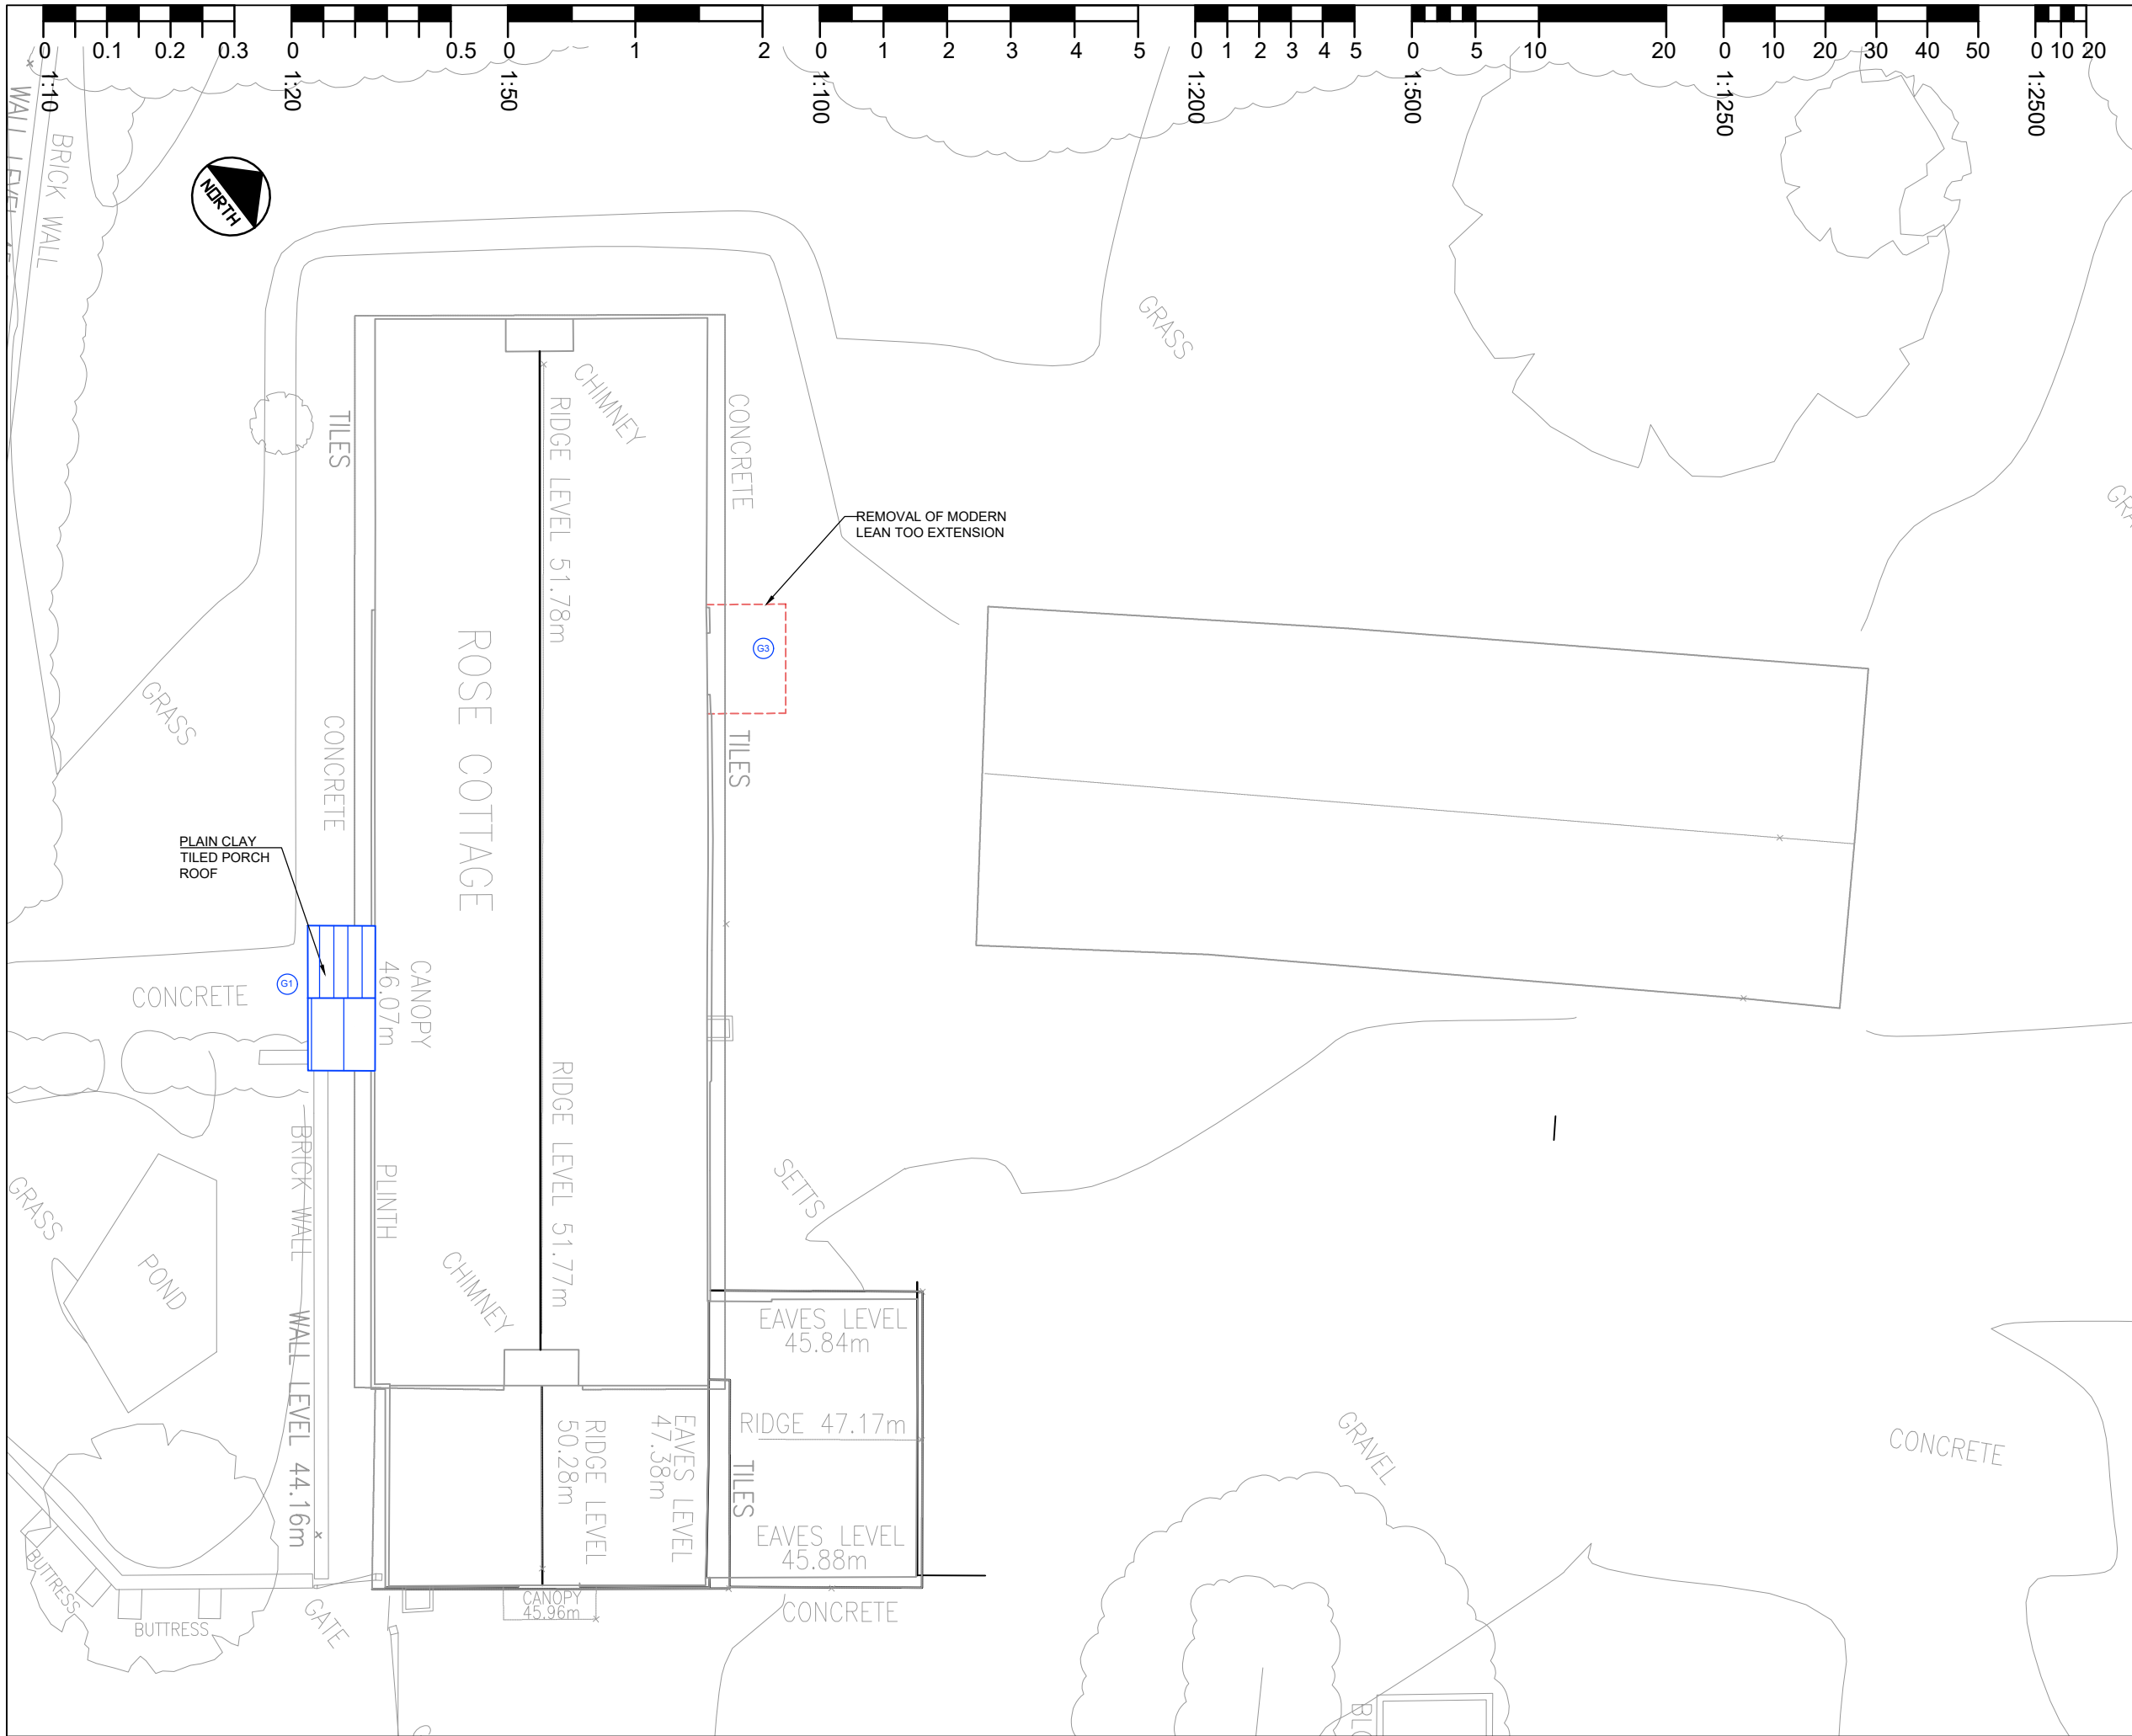 0 0.1 0.2 0.3
1:10
0 0.5
1:20
0 1 2
1:50
0 1 2 3 4 5
1:100
0 1 2 3 4 5
1:200
0 5 10 20
1:500
0 10 20 30 40 50
1:1250
0 10 20
1:2500
WALL LEVEL
BRICK WALL
NORTH
GRASS
CHIMNEY
TILES
RIDGE LEVEL 51.78m
CONCRETE
REMOVAL OF MODERN
LEAN TOO EXTENSION
G3
ROSE COTTAGE
GRASS
CONCRETE
TILES
PLAIN CLAY
TILED PORCH
ROOF
G1
CONCRETE
CANOPY
46.07m
RIDGE LEVEL 51.77m
BRICK WALL
PLINTH
SETTS
GRASS
POND
CHIMNEY
WALL LEVEL 44.16m
EAVES LEVEL
45.84m
RIDGE 47.17m
RIDGE LEVEL
50.28m
EAVES LEVEL
47.38m
TILES
EAVES LEVEL
45.88m
GRAVEL
CONCRETE
BUTTRESS
BUTTRESS
GATE
CANOPY
45.96m
CONCRETE